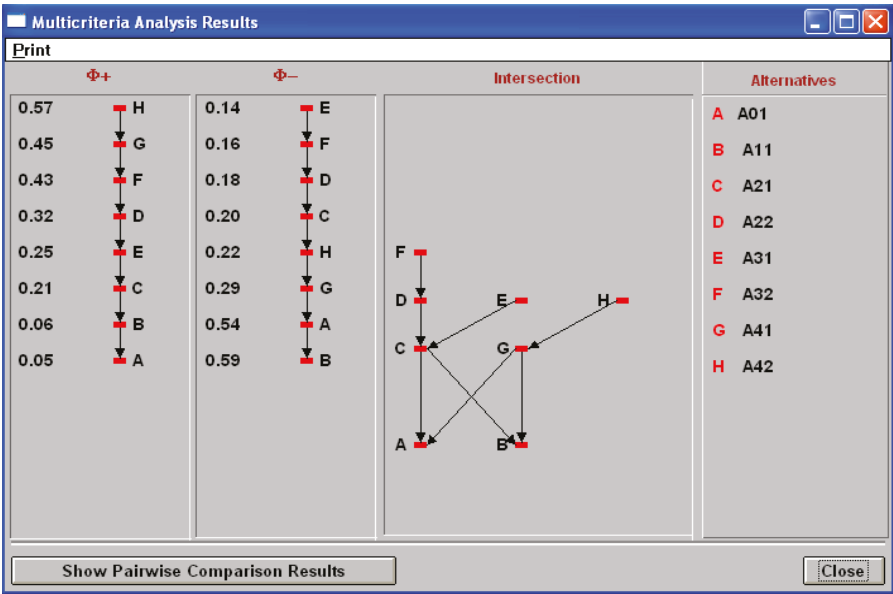 Multicriteria Analysis Results
Print
Φ+ Φ− Intersection Alternatives
0.57 H 0.14 E A A01
0.45 G 0.16 F B A11
0.43 F 0.18 D C A21
0.32 D 0.20 C D A22
0.25 E 0.22 H F E A31
0.21 C 0.29 G D E H F A32
0.06 B 0.54 A C G G A41
0.05 A 0.59 B H A42
A B
Show Pairwise Comparison Results Close